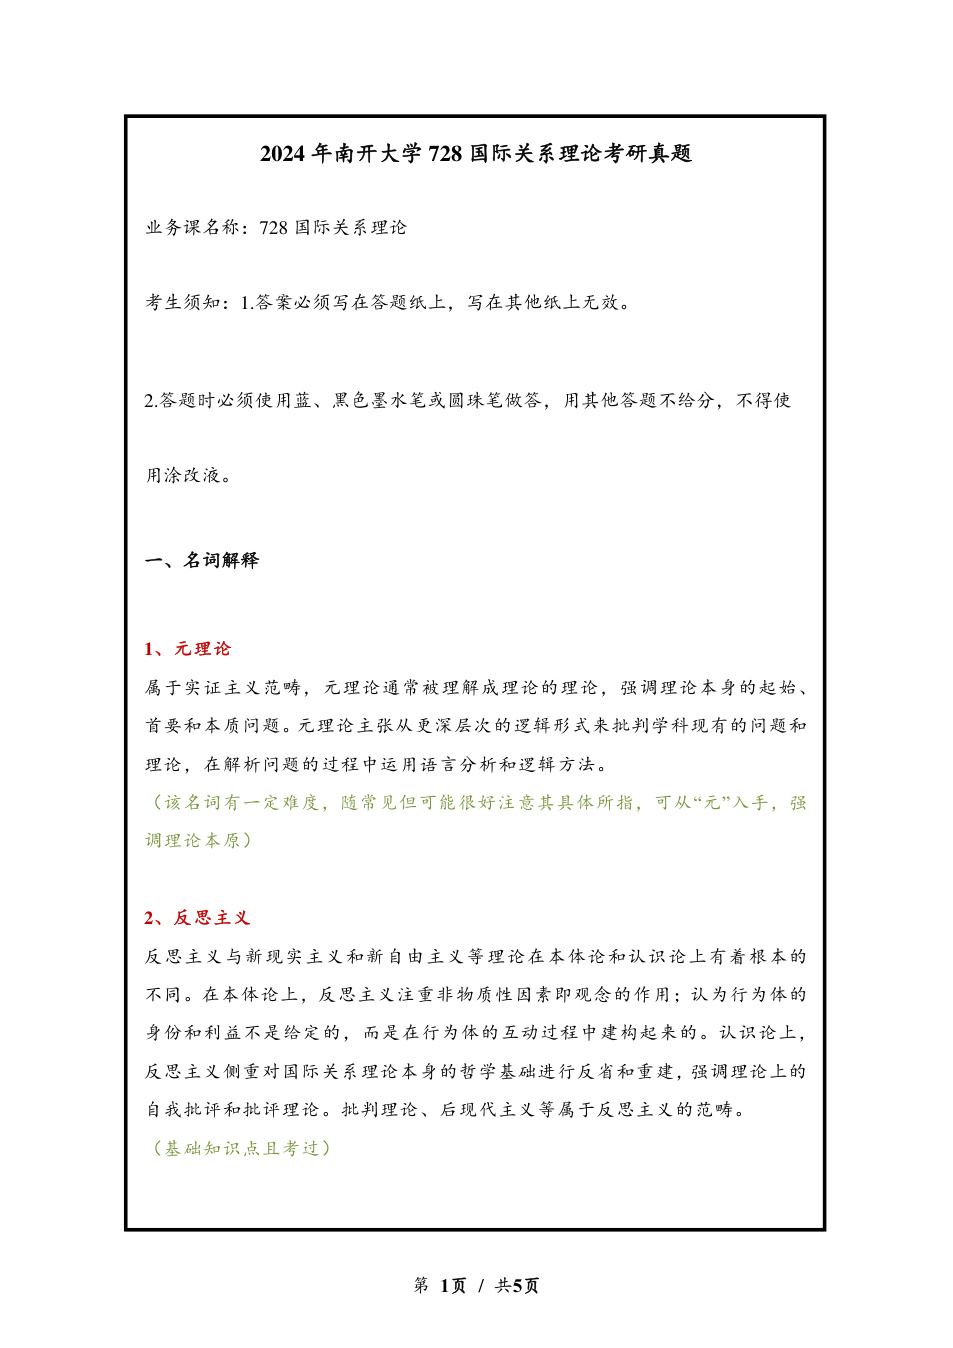 2024 年南开大学 728 国际关系理论考研真题
业务课名称：728 国际关系理论
考生须知：1.答案必须写在答题纸上，写在其他纸上无效。
2.答题时必须使用蓝、黑色墨水笔或圆珠笔做答，用其他答题不给分，不得使
用涂改液。
一、名词解释
1、元理论
属于实证主义范畴，元理论通常被理解成理论的理论，强调理论本身的起始、
首要和本质问题。元理论主张从更深层次的逻辑形式来批判学科现有的问题和
理论，在解析问题的过程中运用语言分析和逻辑方法。
（该名词有一定难度，随常见但可能很好注意其具体所指，可从“元”入手，强
调理论本原）
2、反思主义
反思主义与新现实主义和新自由主义等理论在本体论和认识论上有着根本的
不同。在本体论上，反思主义注重非物质性因素即观念的作用；认为行为体的
身份和利益不是给定的，而是在行为体的互动过程中建构起来的。认识论上，
反思主义侧重对国际关系理论本身的哲学基础进行反省和重建，强调理论上的
自我批评和批评理论。批判理论、后现代主义等属于反思主义的范畴。
（基础知识点且考过）
第 1页 / 共5页